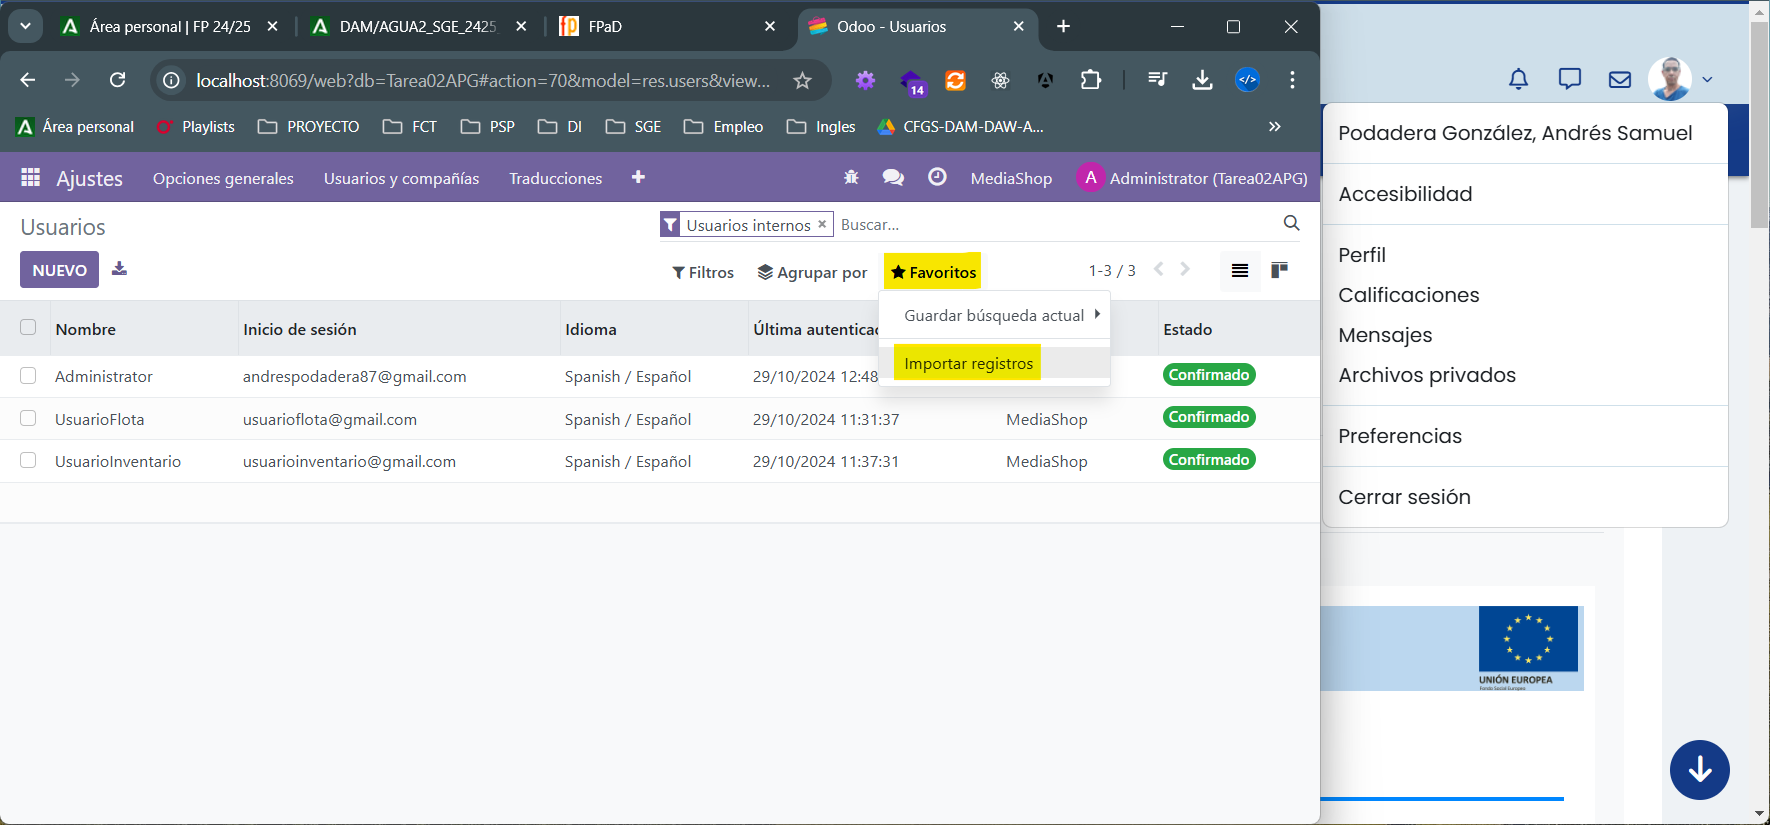 Área personal | FP 24/25
DAM/AGUA2_SGE_2425
FPaD
Odoo - Usuarios
localhost:8069/web?db=Tarea02APG#action=70&model=res.users&view...
14
Área personal
Playlists
PROYECTO
FCT
PSP
DI
SGE
Empleo
Ingles
CFGS-DAM-DAW-A...
Ajustes
Opciones generales
Usuarios y compañías
Traducciones
MediaShop
A
Administrator (Tarea02APG)
Usuarios
Usuarios internos
Buscar...
NUEVO
Filtros
Agrupar por
Favoritos
1-3 / 3
Guardar búsqueda actual
Importar registros
Nombre
Inicio de sesión
Idioma
Última autenticac
Estado
Administrator
andrespodadera87@gmail.com
Spanish / Español
29/10/2024 12:48
Confirmado
UsuarioFlota
usuarioflota@gmail.com
Spanish / Español
29/10/2024 11:31:37
MediaShop
Confirmado
UsuarioInventario
usuarioinventario@gmail.com
Spanish / Español
29/10/2024 11:37:31
MediaShop
Confirmado
Podadera González, Andrés Samuel
Accesibilidad
Perfil
Calificaciones
Mensajes
Archivos privados
Preferencias
Cerrar sesión
UNIÓN EUROPEA
Fondo Social Europeo